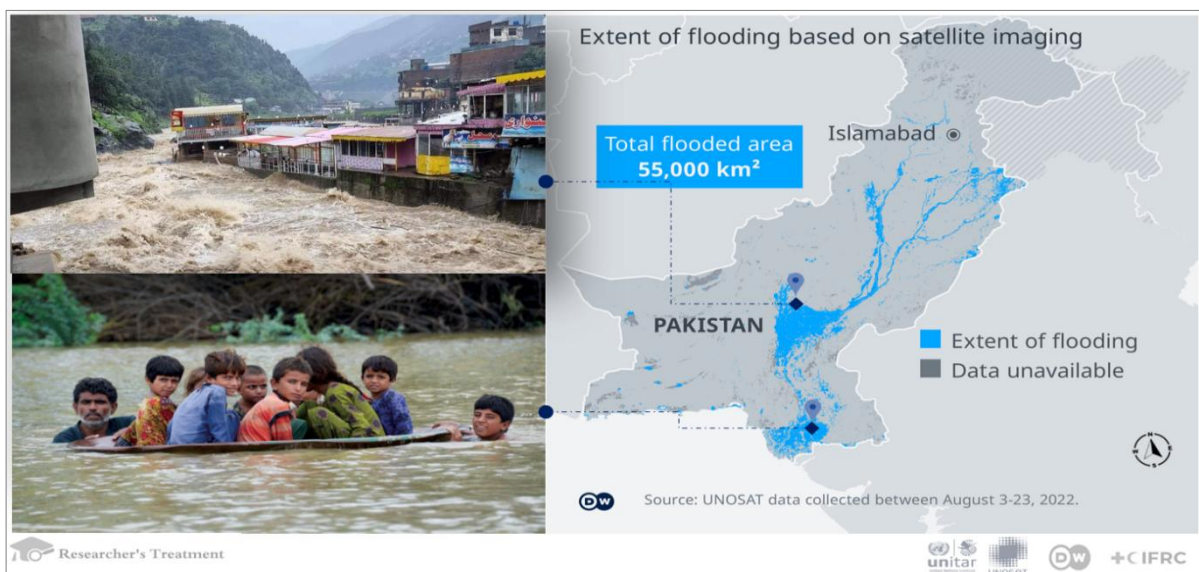 Extent of flooding based on satellite imaging
Total flooded area
55,000 km²
Islamabad
PAKISTAN
Extent of flooding
Data unavailable
DW
Source: UNOSAT data collected between August 3-23, 2022.
Researcher's Treatment
unitar
UNOSAT
DW
IFRC